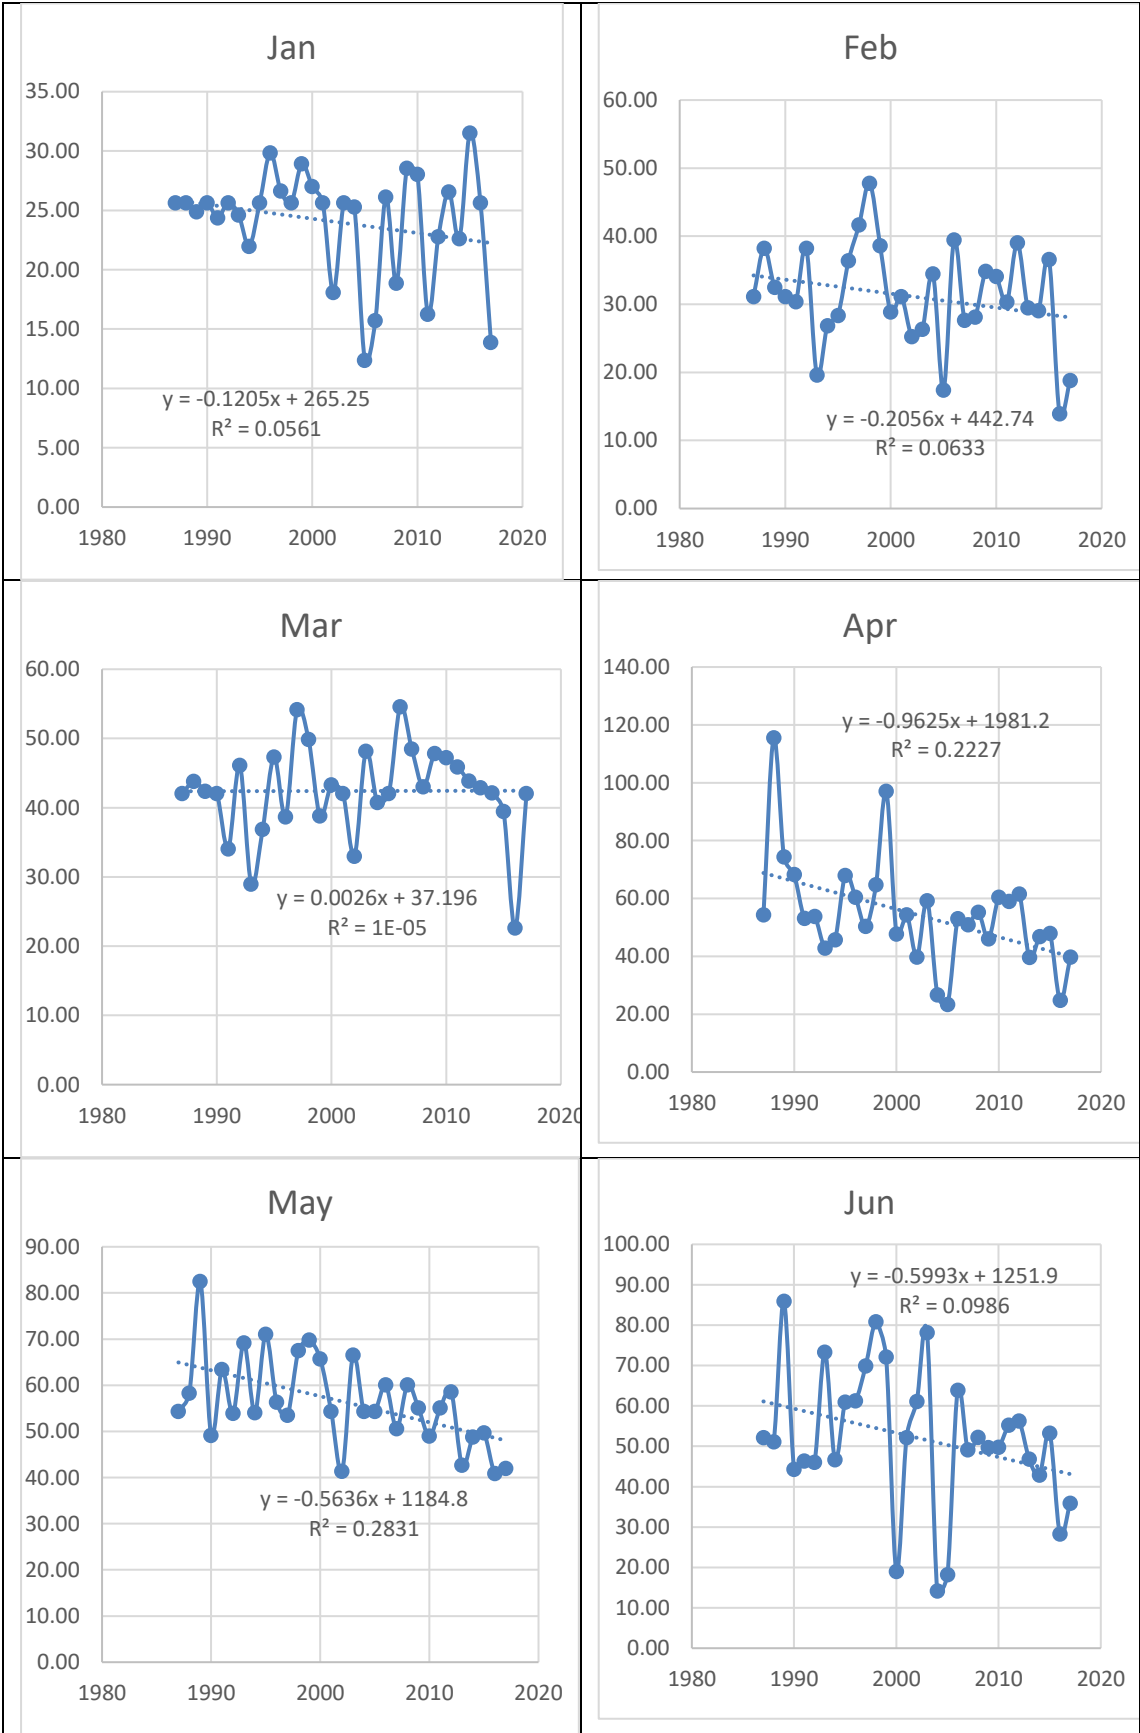 Jan
35.00
30.00
25.00
20.00
15.00
10.00
5.00
0.00
1980 1990 2000 2010 2020
y = -0.1205x + 265.25
R² = 0.0561
Feb
60.00
50.00
40.00
30.00
20.00
10.00
0.00
1980 1990 2000 2010 2020
y = -0.2056x + 442.74
R² = 0.0633
Mar
60.00
50.00
40.00
30.00
20.00
10.00
0.00
1980 1990 2000 2010 2020
y = 0.0026x + 37.196
R² = 1E-05
Apr
140.00
120.00
100.00
80.00
60.00
40.00
20.00
0.00
1980 1990 2000 2010 2020
y = -0.9625x + 1981.2
R² = 0.2227
May
90.00
80.00
70.00
60.00
50.00
40.00
30.00
20.00
10.00
0.00
1980 1990 2000 2010 2020
y = -0.5636x + 1184.8
R² = 0.2831
Jun
100.00
90.00
80.00
70.00
60.00
50.00
40.00
30.00
20.00
10.00
0.00
1980 1990 2000 2010 2020
y = -0.5993x + 1251.9
R² = 0.0986